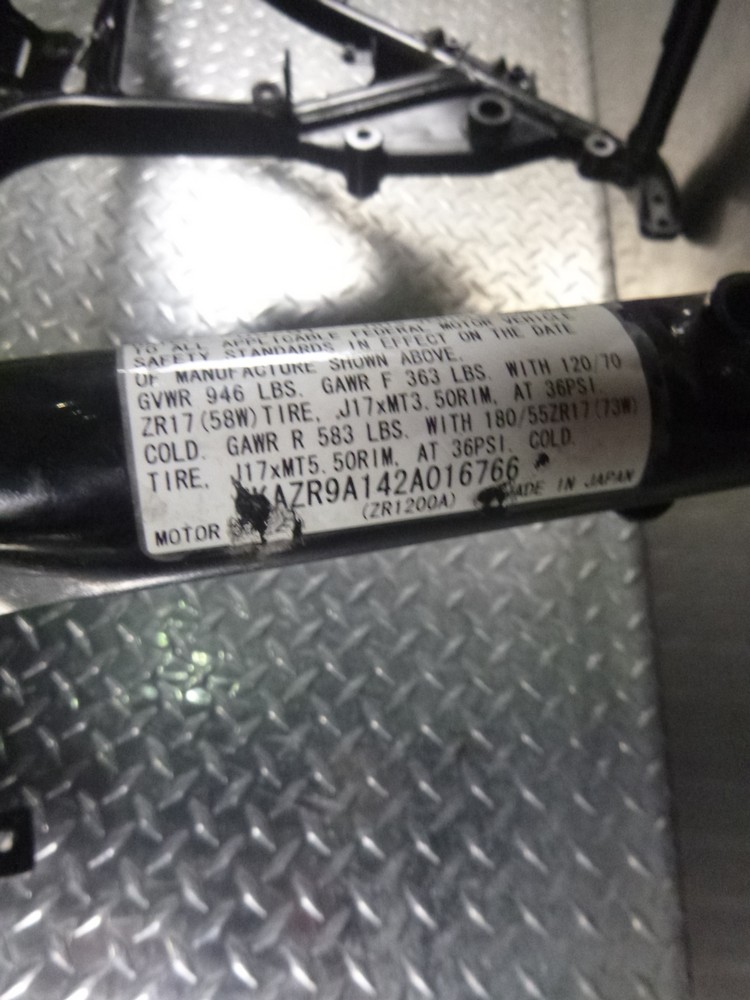 TO ALL APPLICABLE FEDERAL MOTOR VEHICLE
SAFETY STANDARDS IN EFFECT ON THE DATE
OF MANUFACTURE SHOWN ABOVE.
GVWR 946 LBS. GAWR F 363 LBS. WITH 120/70
ZR17(58W)TIRE, J17xMT3.50RIM, AT 36PSI
COLD. GAWR R 583 LBS. WITH 180/55ZR17(73W)
TIRE, J17xMT5.50RIM, AT 36PSI. COLD.
KAZR9A142A016766
MOTOR (ZR1200A) MADE IN JAPAN